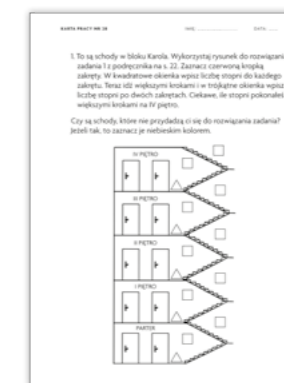 KARTA PRACY NR 28 IMIĘ DATA
1. To są schody w bloku Karola. Wykorzystaj rysunek do rozwiązania
zadania 1 z podręcznika na s. 22. Zaznacz czerwoną kropką
zakręty. W kwadratowe okienka wpisz liczbę stopni do każdego
zakrętu. Teraz idź większymi krokami i w trójkątne okienka wpisz
liczbę stopni po dwóch zakrętach. Ciekawe, ile stopni pokonałeś
większymi krokami na IV piętro.
Czy są schody, które nie przydadzą ci się do rozwiązania zadania?
Jeżeli tak, to zaznacz je niebieskim kolorem.
IV PIĘTRO
III PIĘTRO
II PIĘTRO
I PIĘTRO
PARTER